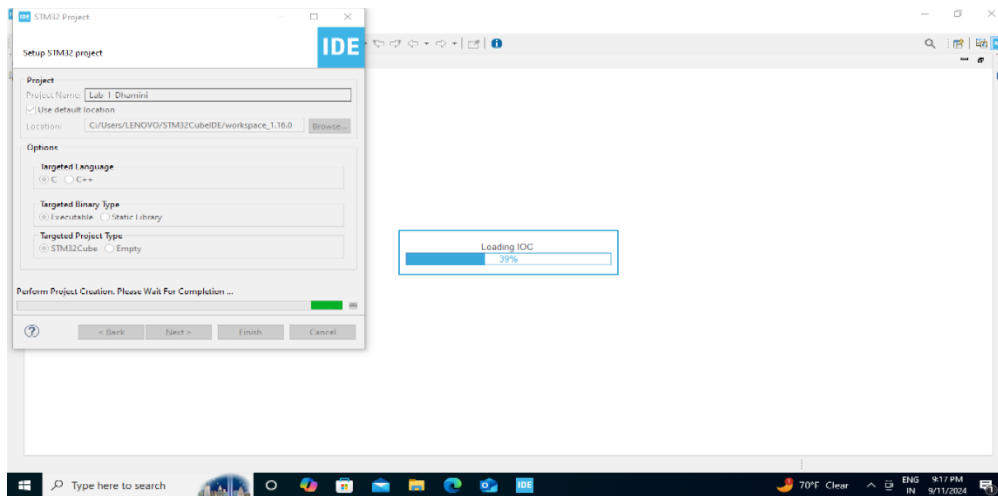 IDE STM32 Project
Setup STM32 project
IDE
Project
Project Name: Lab 1 Dhamini
Use default location
Location: C:/Users/LENOVO/STM32CubeIDE/workspace_1.16.0 Browse...
Options
Targeted Language
C C++
Targeted Binary Type
Executable Static Library
Targeted Project Type
STM32Cube Empty
Perform Project Creation. Please Wait For Completion ...
? < Back Next > Finish Cancel
Loading IOC
39%
Type here to search
IDE
70°F Clear
ENG
IN
9:17 PM
9/11/2024